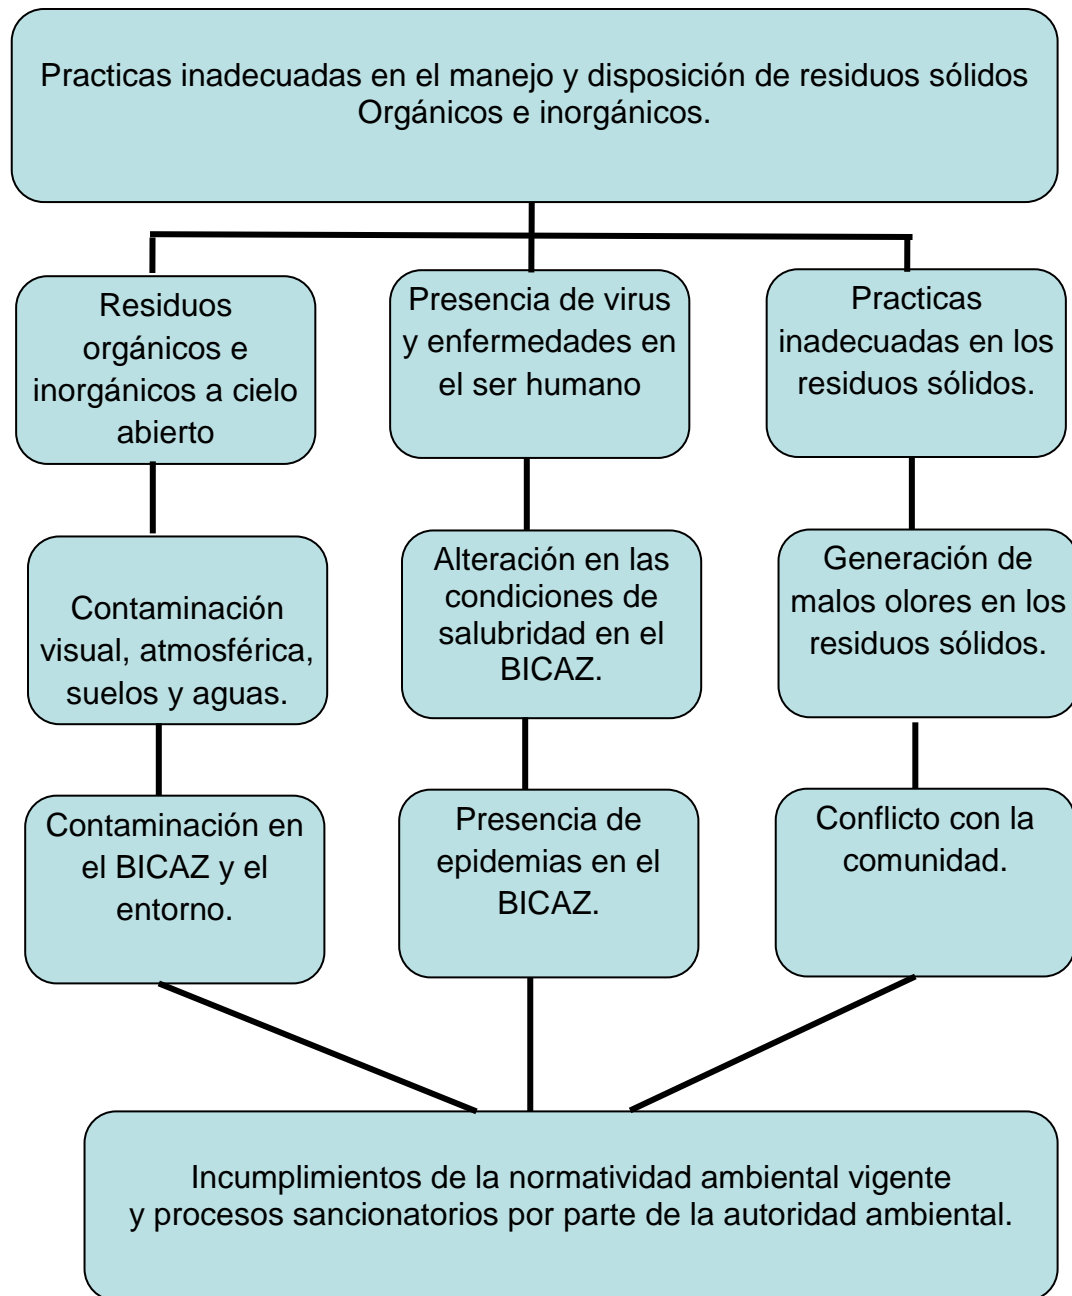 Practicas inadecuadas en el manejo y disposición de residuos sólidos
Orgánicos e inorgánicos.
Residuos
orgánicos e
inorgánicos a cielo
abierto
Presencia de virus
y enfermedades en
el ser humano
Practicas
inadecuadas en los
residuos sólidos.
Contaminación
visual, atmosférica,
suelos y aguas.
Alteración en las
condiciones de
salubridad en el
BICAZ.
Generación de
malos olores en los
residuos sólidos.
Contaminación en
el BICAZ y el
entorno.
Presencia de
epidemias en el
BICAZ.
Conflicto con la
comunidad.
Incumplimientos de la normatividad ambiental vigente
y procesos sancionatorios por parte de la autoridad ambiental.